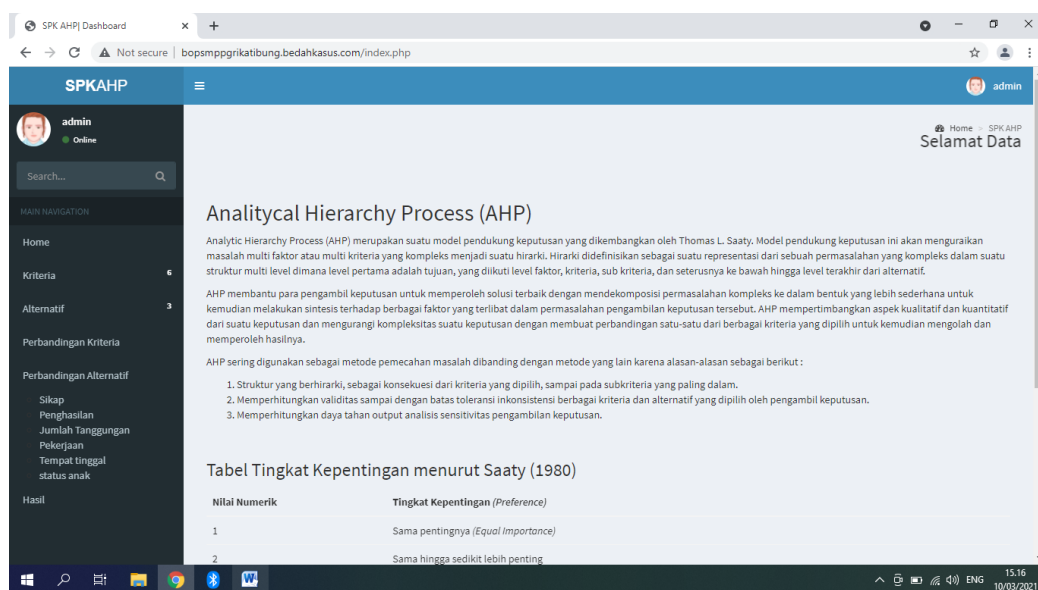 SPK AHP| Dashboard
Not secure | bopsmppgrikatibung.bedahkasus.com/index.php
SPKAHP
admin
admin
Online
Home > SPK AHP
Selamat Data
Search...
MAIN NAVIGATION
Home
Kriteria 6
Alternatif 3
Perbandingan Kriteria
Perbandingan Alternatif
Sikap
Penghasilan
Jumlah Tanggungan
Pekerjaan
Tempat tinggal
status anak
Hasil
Analitycal Hierarchy Process (AHP)
Analytic Hierarchy Process (AHP) merupakan suatu model pendukung keputusan yang dikembangkan oleh Thomas L. Saaty. Model pendukung keputusan ini akan menguraikan
masalah multi faktor atau multi kriteria yang kompleks menjadi suatu hirarki. Hirarki didefinisikan sebagai suatu representasi dari sebuah permasalahan yang kompleks dalam suatu
struktur multi level dimana level pertama adalah tujuan, yang diikuti level faktor, kriteria, sub kriteria, dan seterusnya ke bawah hingga level terakhir dari alternatif.
AHP membantu para pengambil keputusan untuk memperoleh solusi terbaik dengan mendekomposisi permasalahan kompleks ke dalam bentuk yang lebih sederhana untuk
kemudian melakukan sintesis terhadap berbagai faktor yang terlibat dalam permasalahan pengambilan keputusan tersebut. AHP mempertimbangkan aspek kualitatif dan kuantitatif
dari suatu keputusan dan mengurangi kompleksitas suatu keputusan dengan membuat perbandingan satu-satu dari berbagai kriteria yang dipilih untuk kemudian mengolah dan
memperoleh hasilnya.
AHP sering digunakan sebagai metode pemecahan masalah dibanding dengan metode yang lain karena alasan-alasan sebagai berikut :
1. Struktur yang berhirarki, sebagai konsekuesi dari kriteria yang dipilih, sampai pada subkriteria yang paling dalam.
2. Memperhitungkan validitas sampai dengan batas toleransi inkonsistensi berbagai kriteria dan alternatif yang dipilih oleh pengambil keputusan.
3. Memperhitungkan daya tahan output analisis sensitivitas pengambilan keputusan.
Tabel Tingkat Kepentingan menurut Saaty (1980)
Nilai Numerik Tingkat Kepentingan (Preference)
1 Sama pentingnya (Equal Importance)
2 Sama hingga sedikit lebih penting
ENG
15.16
10/03/2021